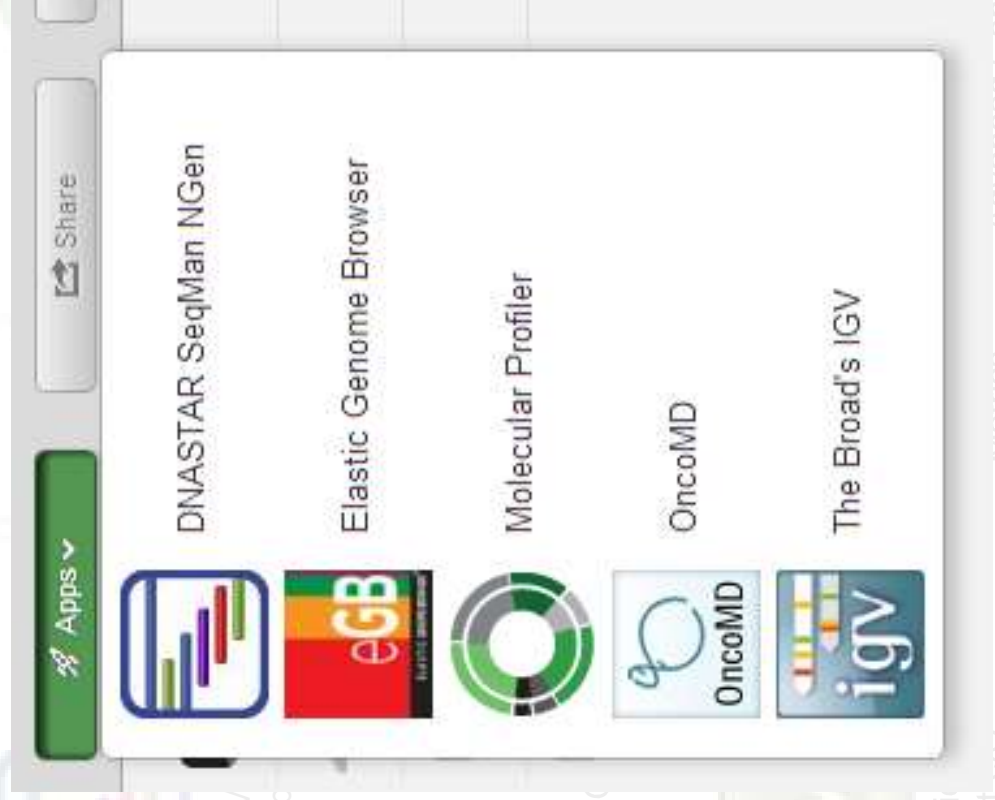 Apps
Share
DNASTAR SeqMan NGen
eGB
Elastic Genome Browser
Molecular Profiler
OncoMD
OncoMD
igv
The Broad's IGV